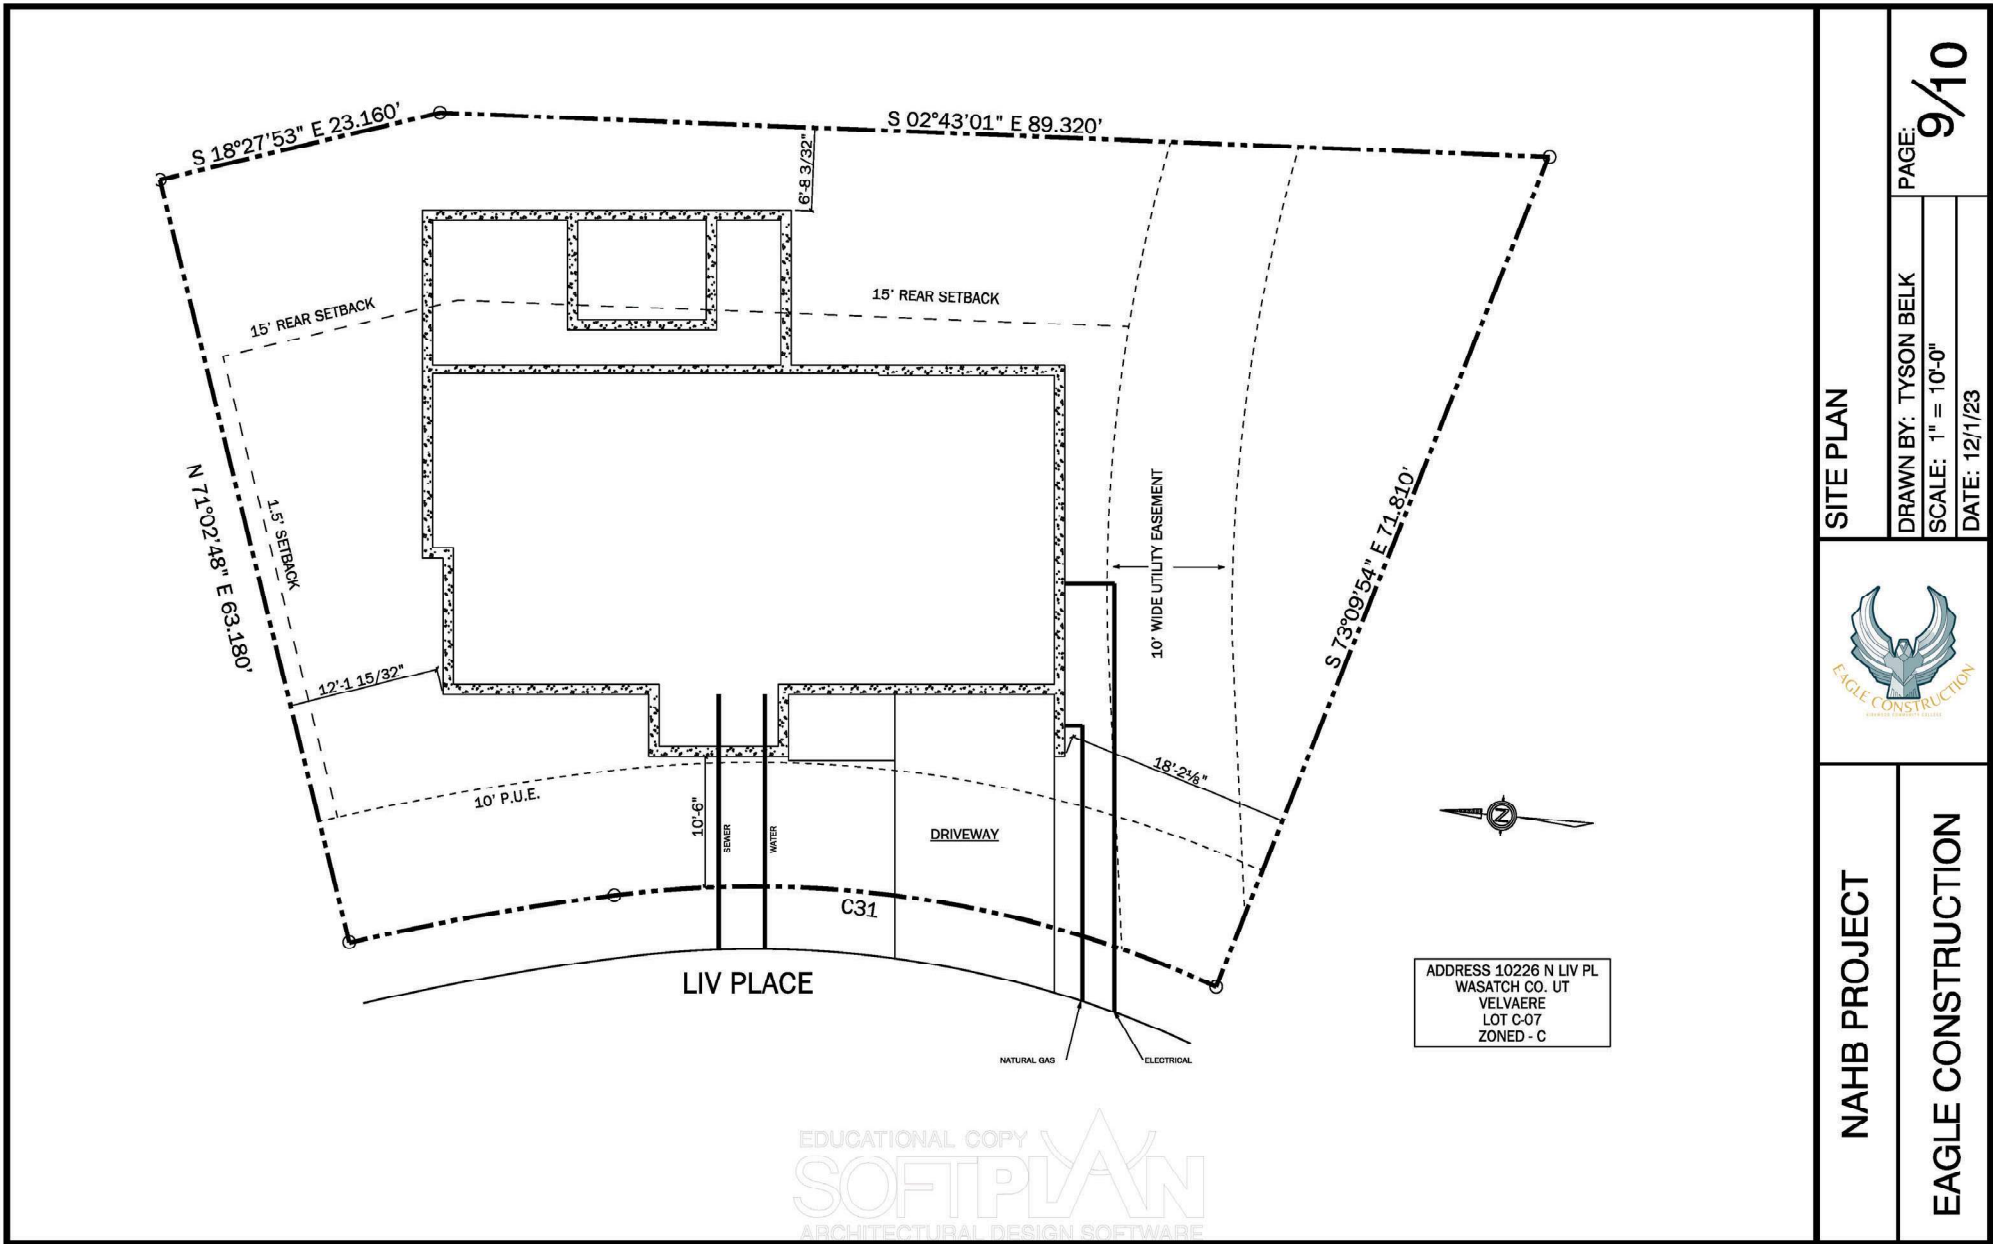 S 18°27'53" E 23.160'
S 02°43'01" E 89.320'
6'-8 3/32"
15' REAR SETBACK
15' REAR SETBACK
N 71°02'48" E 63.180'
1.5' SETBACK
10' WIDE UTILITY EASEMENT
S 73°09'54" E 71.810'
12'-1 15/32"
18'-2⅛"
10' P.U.E.
10'-6"
SEWER
WATER
DRIVEWAY
C31
LIV PLACE
NATURAL GAS
ELECTRICAL
N
ADDRESS 10226 N LIV PL
WASATCH CO. UT
VELVAERE
LOT C-07
ZONED - C
EDUCATIONAL COPY
SOFTPLAN
ARCHITECTURAL DESIGN SOFTWARE
SITE PLAN
PAGE:
9/10
DRAWN BY: TYSON BELK
SCALE: 1" = 10'-0"
DATE: 12/1/23
EAGLE CONSTRUCTION
NAHB PROJECT
EAGLE CONSTRUCTION